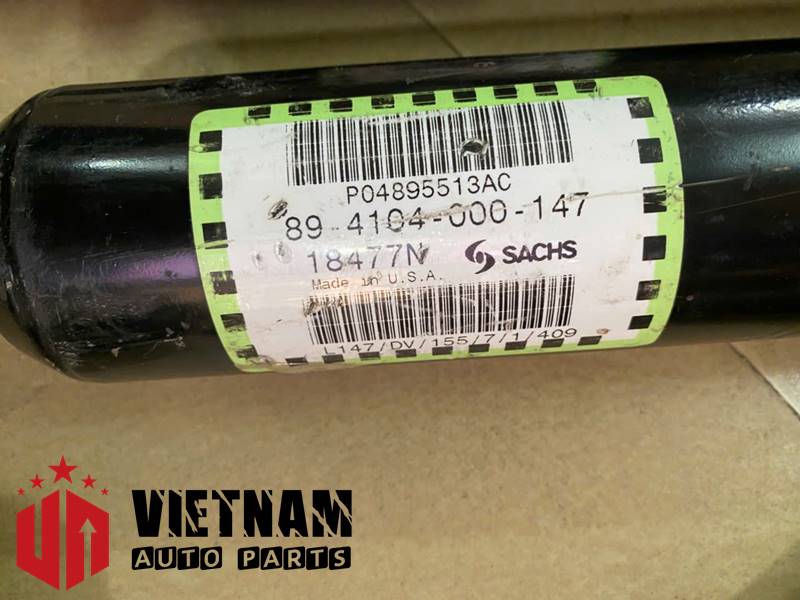 P04895513AC
89-4104-000-147
18477N SACHS
Made in U.S.A.
L147/DV/155/7/1/409
VIETNAM
AUTO PARTS